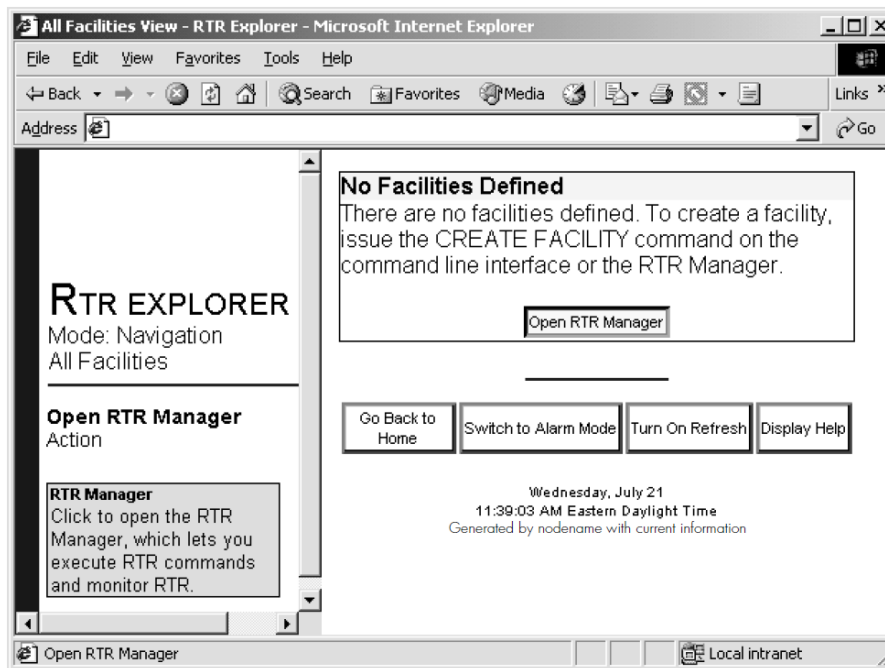 All Facilities View - RTR Explorer - Microsoft Internet Explorer
File Edit View Favorites Tools Help
Back Search Favorites Media Links »
Address Go
RTR EXPLORER
Mode: Navigation
All Facilities
Open RTR Manager
Action
RTR Manager
Click to open the RTR
Manager, which lets you
execute RTR commands
and monitor RTR.
No Facilities Defined
There are no facilities defined. To create a facility,
issue the CREATE FACILITY command on the
command line interface or the RTR Manager.
Open RTR Manager
Go Back to
Home
Switch to Alarm Mode
Turn On Refresh
Display Help
Wednesday, July 21
11:39:03 AM Eastern Daylight Time
Generated by nodename with current information
Open RTR Manager Local intranet